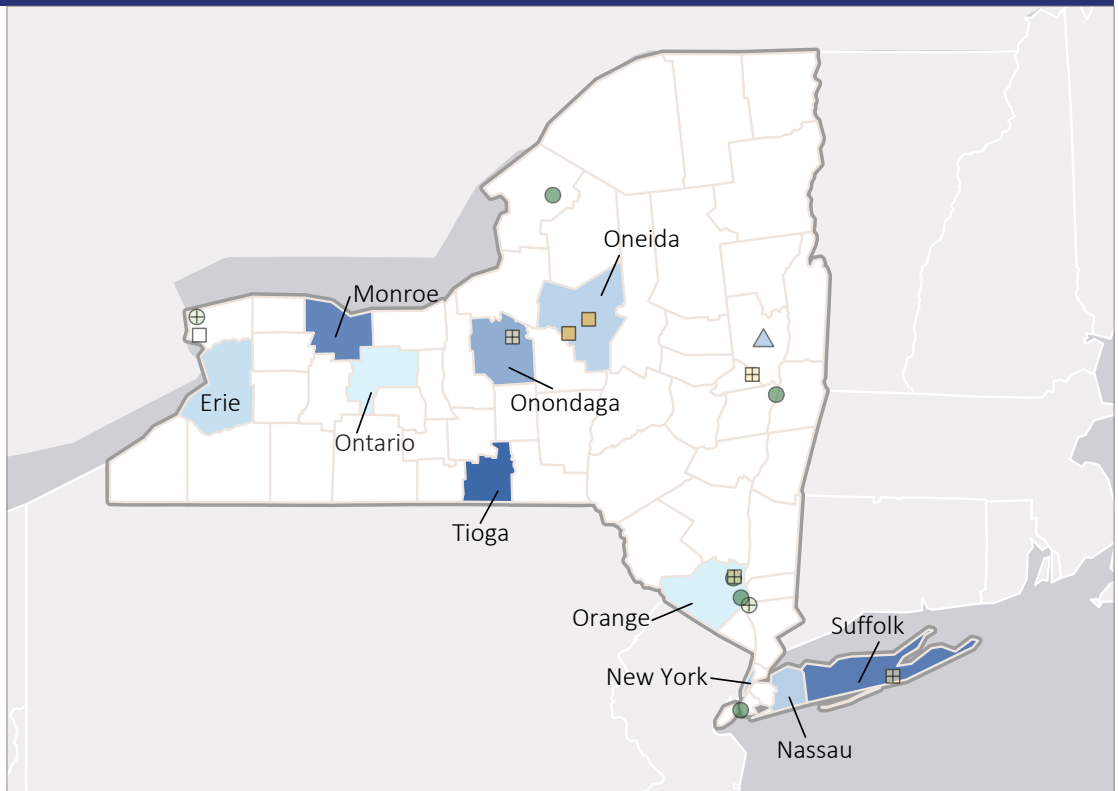 Oneida
Monroe
Erie
Onondaga
Ontario
Tioga
Orange
Suffolk
New York
Nassau